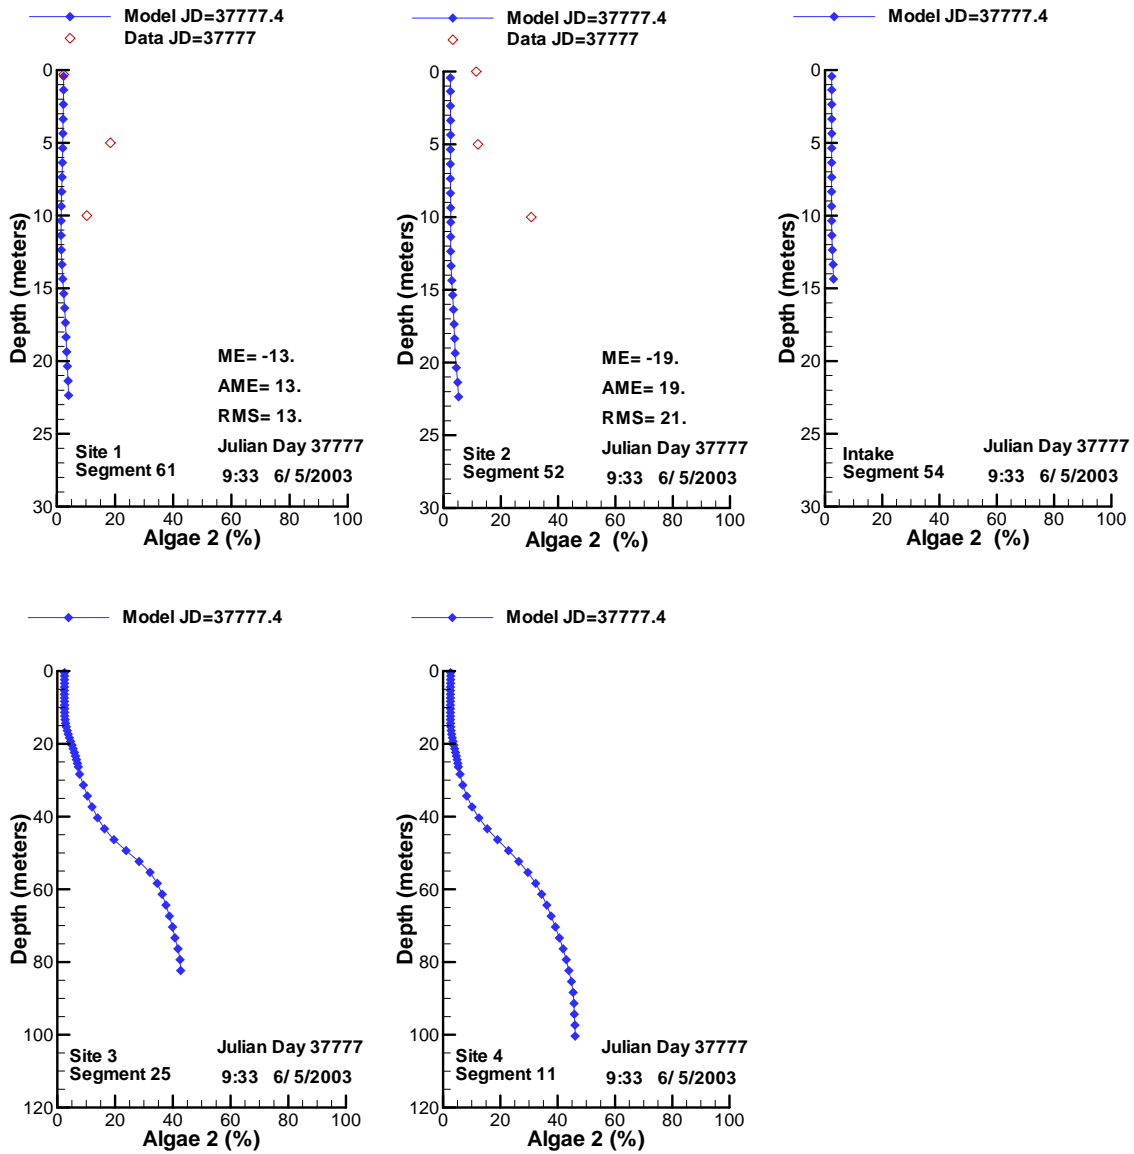 Model JD=37777.4
Data JD=37777
0
5
10
15
20
25
30
Depth (meters)
ME= -13.
AME= 13.
RMS= 13.
Site 1
Segment 61
Julian Day 37777
9:33 6/ 5/2003
0 20 40 60 80 100
Algae 2 (%)
Model JD=37777.4
Data JD=37777
0
5
10
15
20
25
30
Depth (meters)
ME= -19.
AME= 19.
RMS= 21.
Site 2
Segment 52
Julian Day 37777
9:33 6/ 5/2003
0 20 40 60 80 100
Algae 2 (%)
Model JD=37777.4
0
5
10
15
20
25
30
Depth (meters)
Intake
Segment 54
Julian Day 37777
9:33 6/ 5/2003
0 20 40 60 80 100
Algae 2 (%)
Model JD=37777.4
0
20
40
60
80
100
120
Depth (meters)
Site 3
Segment 25
Julian Day 37777
9:33 6/ 5/2003
0 20 40 60 80 100
Algae 2 (%)
Model JD=37777.4
0
20
40
60
80
100
120
Depth (meters)
Site 4
Segment 11
Julian Day 37777
9:33 6/ 5/2003
0 20 40 60 80 100
Algae 2 (%)